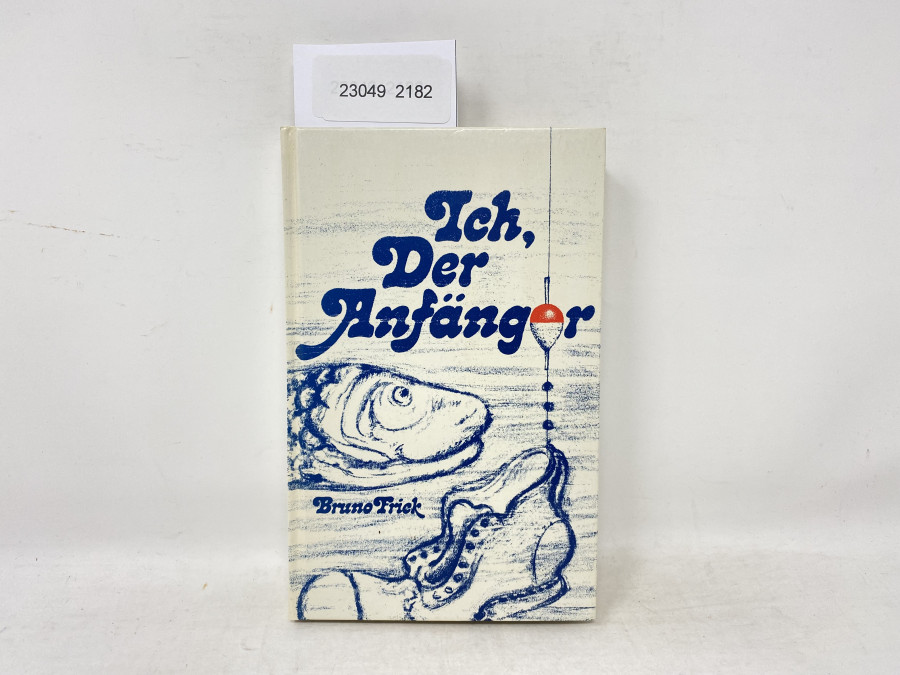 23049 2182
Ich,
Der
Anfänger
Bruno Frick